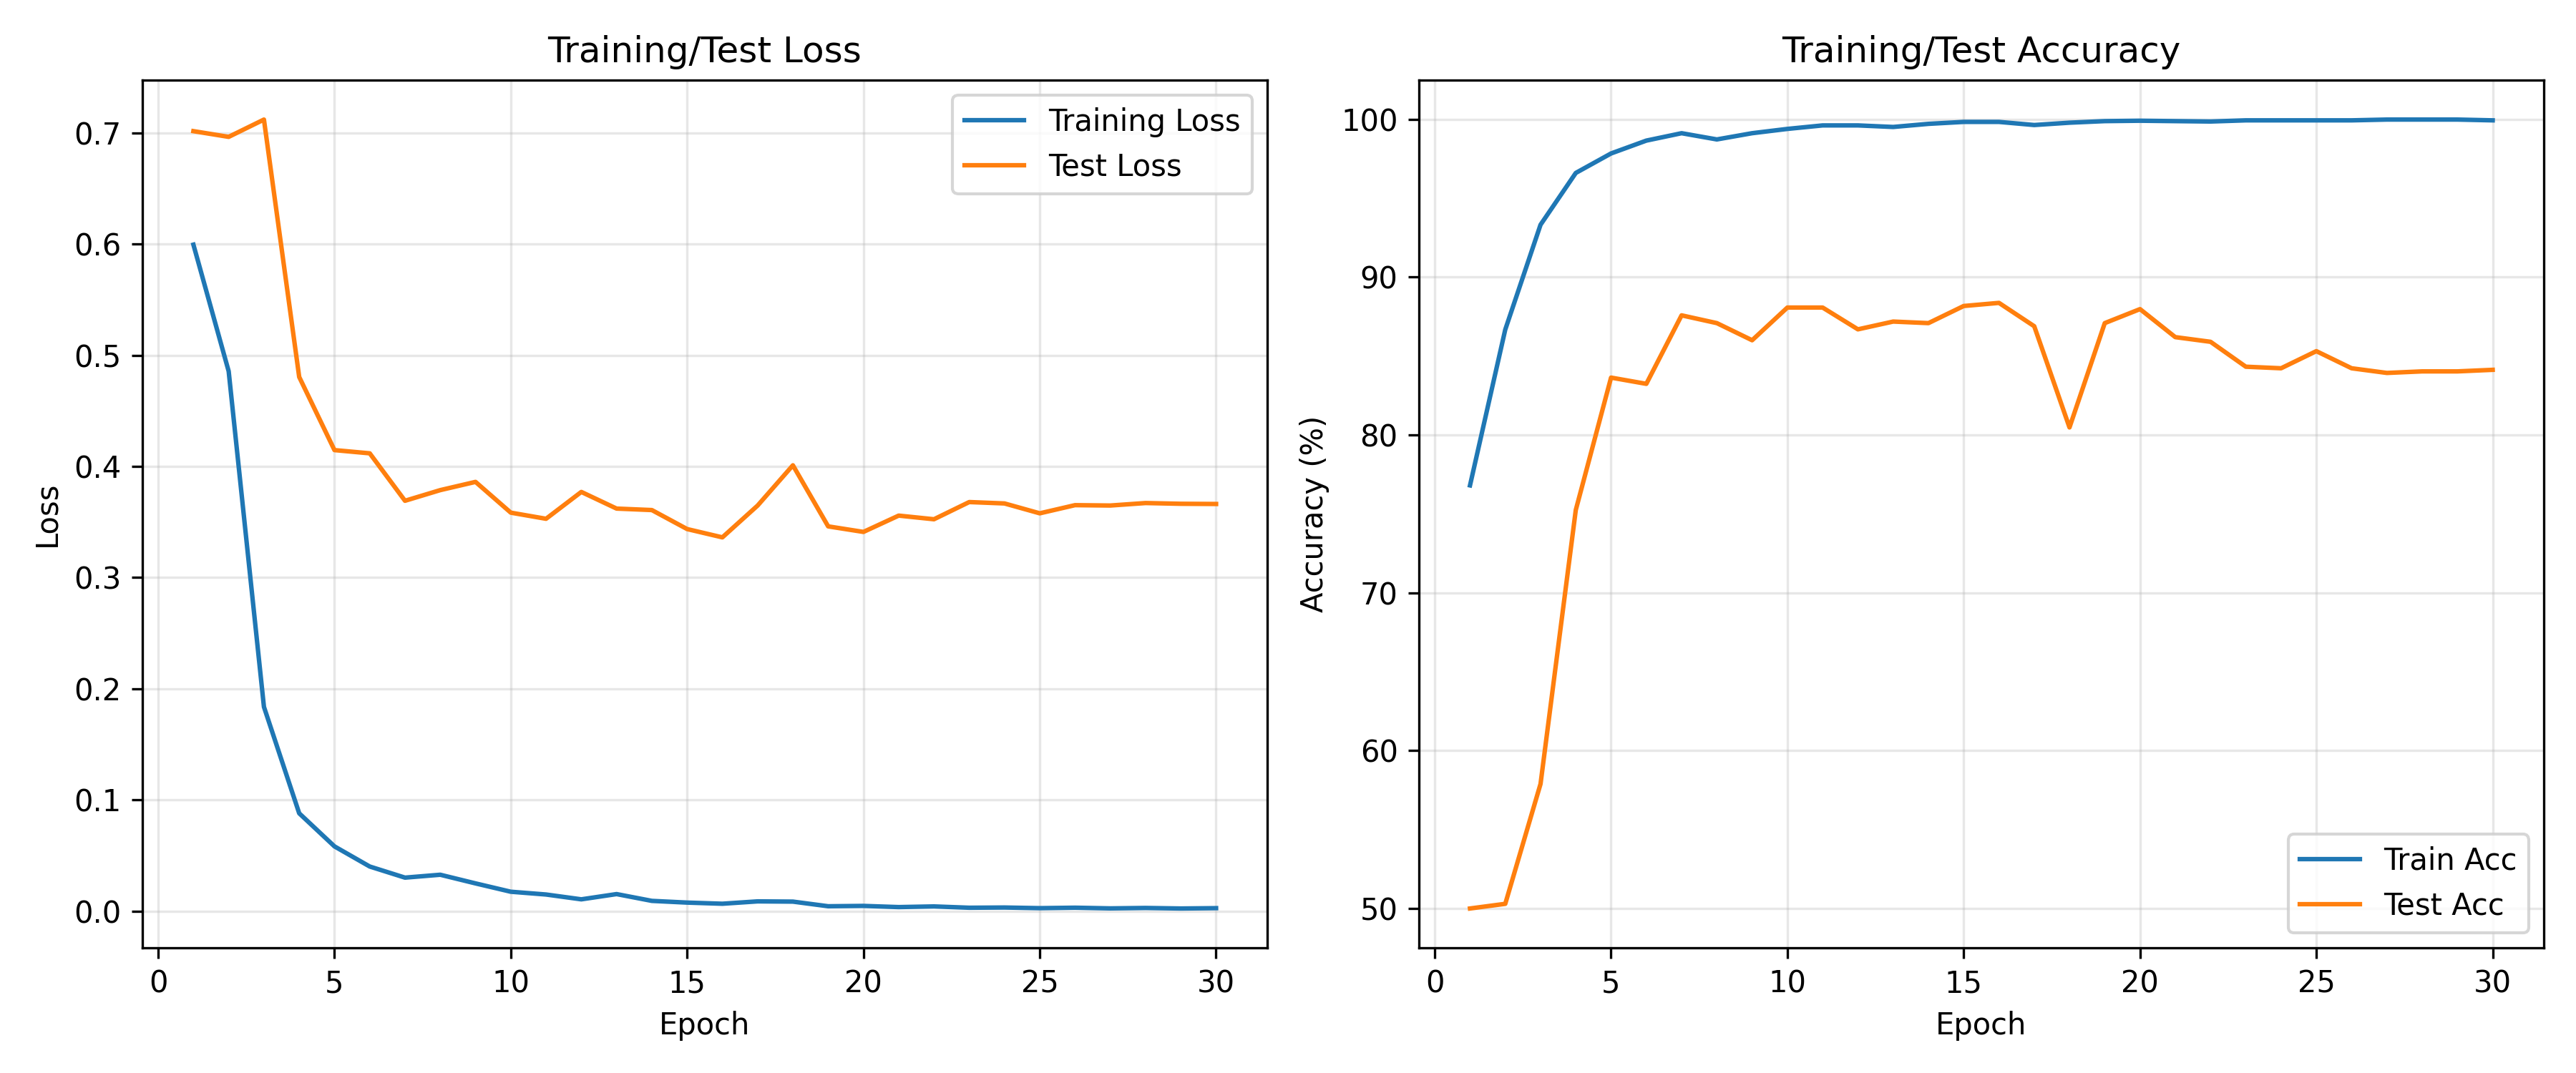 Training/Test Loss
Loss
0.7
0.6
0.5
0.4
0.3
0.2
0.1
0.0
0 5 10 15 20 25 30
Epoch
Training Loss
Test Loss
Training/Test Accuracy
Accuracy (%)
100
90
80
70
60
50
0 5 10 15 20 25 30
Epoch
Train Acc
Test Acc